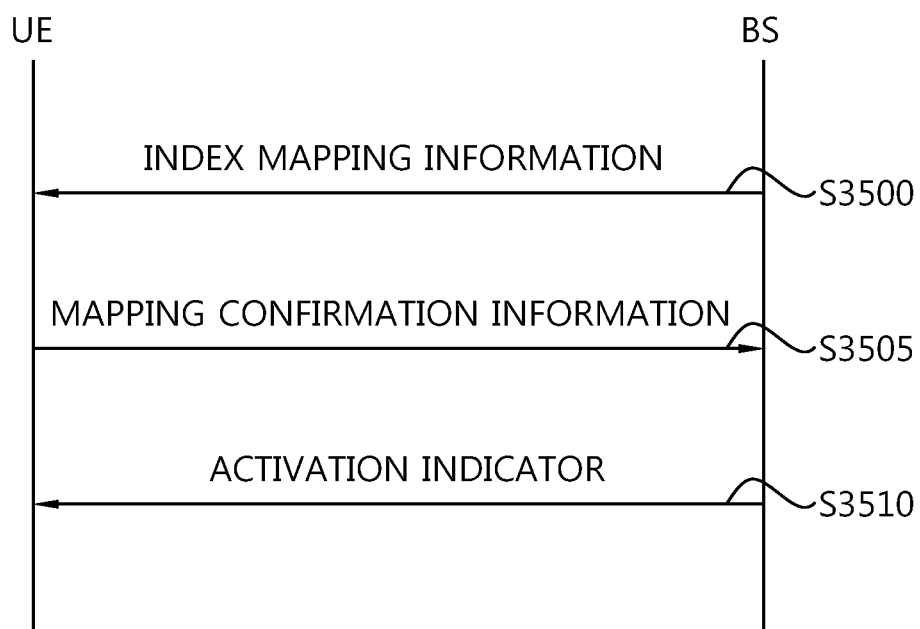 UE
BS
INDEX MAPPING INFORMATION
S3500
MAPPING CONFIRMATION INFORMATION
S3505
ACTIVATION INDICATOR
S3510